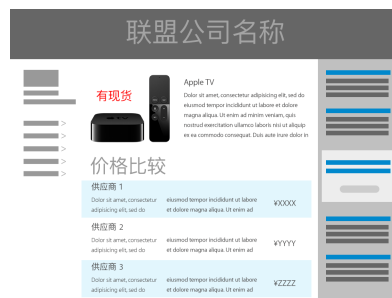 联盟公司名称
有现货
Apple TV
Dolor sit amet, consectetur adipisicing elit, sed do
eiusmod tempor incididunt ut labore et dolore
magna aliqua. Ut enim ad minim veniam, quis
nostrud exercitation ullamco laboris nisi ut aliquip
ex ea commodo consequat. Duis aute irure dolor in
价格比较
供应商 1
Dolor sit amet, consectetur eiusmod tempor incididunt ut labore
adipisicing elit, sed do et dolore magna aliqua. Ut enim ad
¥XXXX
供应商 2
Dolor sit amet, consectetur eiusmod tempor incididunt ut labore
adipisicing elit, sed do et dolore magna aliqua. Ut enim ad
¥YYYY
供应商 3
Dolor sit amet, consectetur eiusmod tempor incididunt ut labore
adipisicing elit, sed do et dolore magna aliqua. Ut enim ad
¥ZZZZ